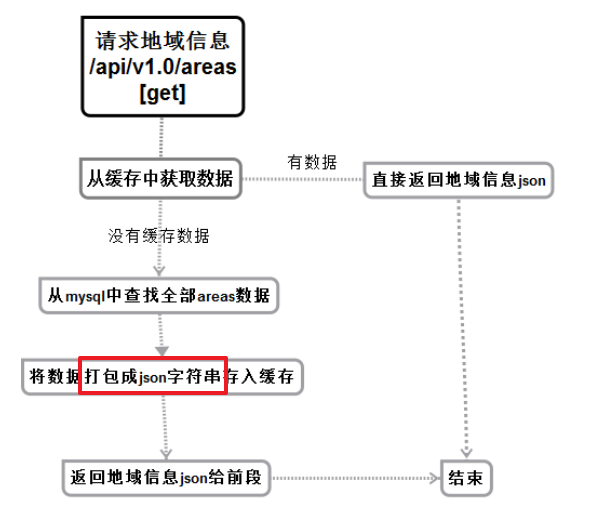 请求地域信息
/api/v1.0/areas
[get]
从缓存中获取数据
有数据
直接返回地域信息json
没有缓存数据
从mysql中查找全部areas数据
将数据打包成json字符串存入缓存
返回地域信息json给前段
结束